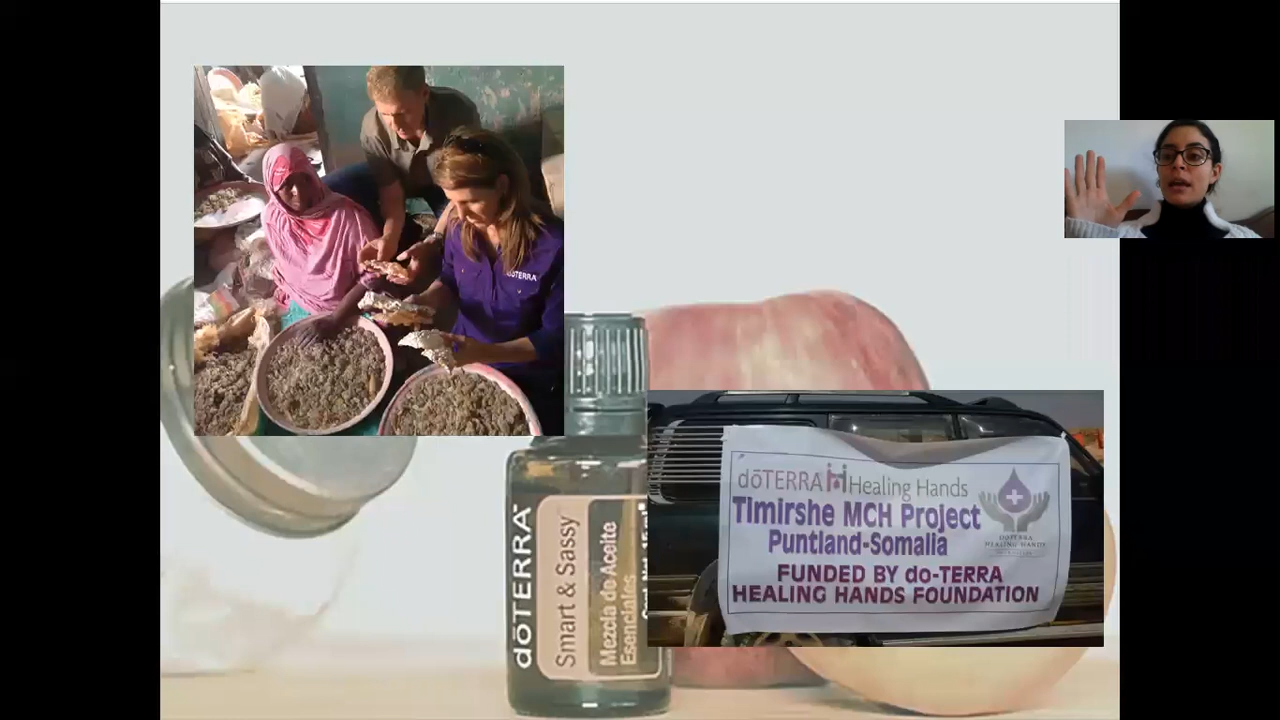 dōTERRA
dōTERRA Healing Hands
Timirshe MCH Project
Puntland-Somalia
FUNDED BY do-TERRA
HEALING HANDS FOUNDATION
DŌTERRA
HEALING HANDS
dōTERRA
Smart & Sassy
Mezcla de Aceite
Esenciales